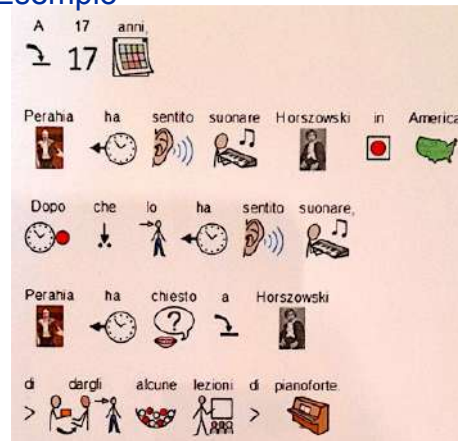 Esempio
A 17 anni,
17
Perahia ha sentito suonare Horszowski in America
Dopo che lo ha sentito suonare,
Perahia ha chiesto a Horszowski
?
di dargli alcune lezioni di pianoforte.
> >